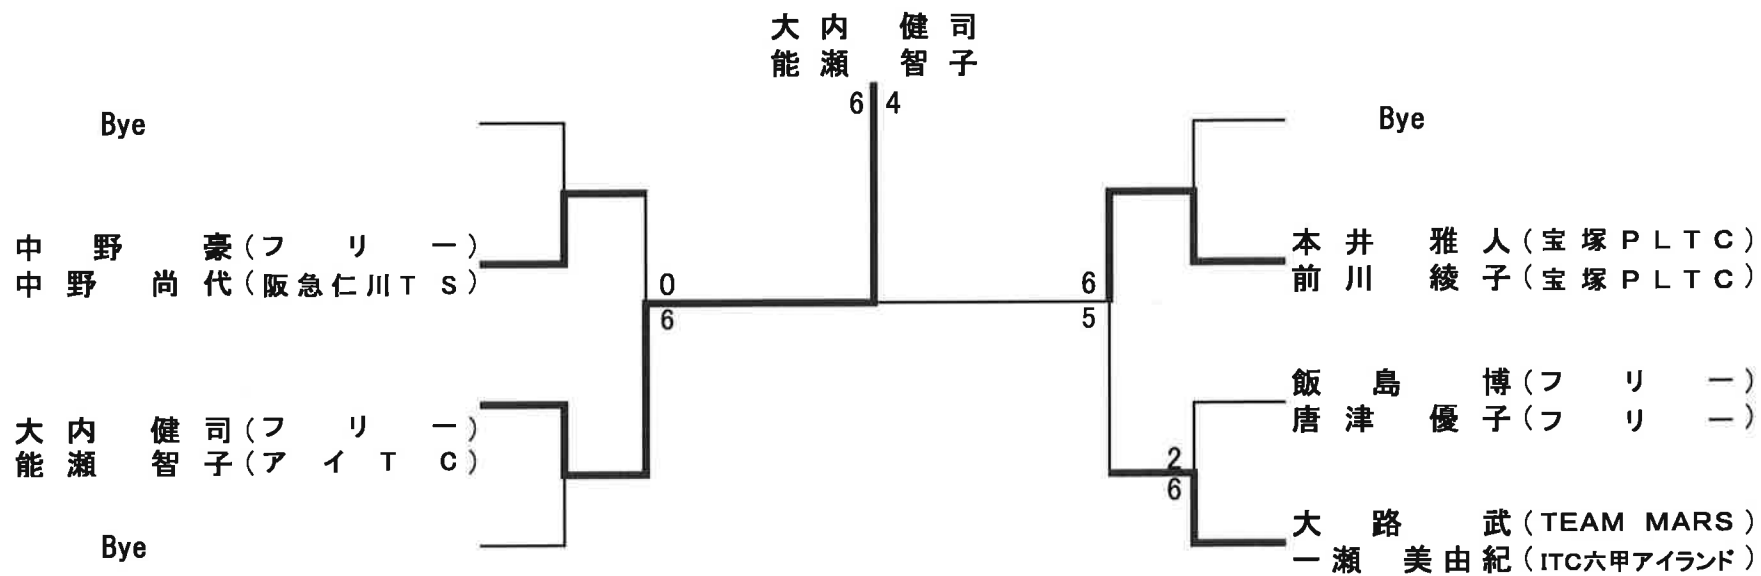 大内 健司
能瀬 智子
6 4
Bye
中野 豪(フリー)
中野 尚代(阪急仁川TS)
0
6
大内 健司(フリー)
能瀬 智子(アイTC)
Bye
Bye
本井 雅人(宝塚PLTC)
前川 綾子(宝塚PLTC)
6
5
飯島 博(フリー)
唐津 優子(フリー)
2
6
大路 武(TEAM MARS)
一瀬 美由紀(ITC六甲アイランド)